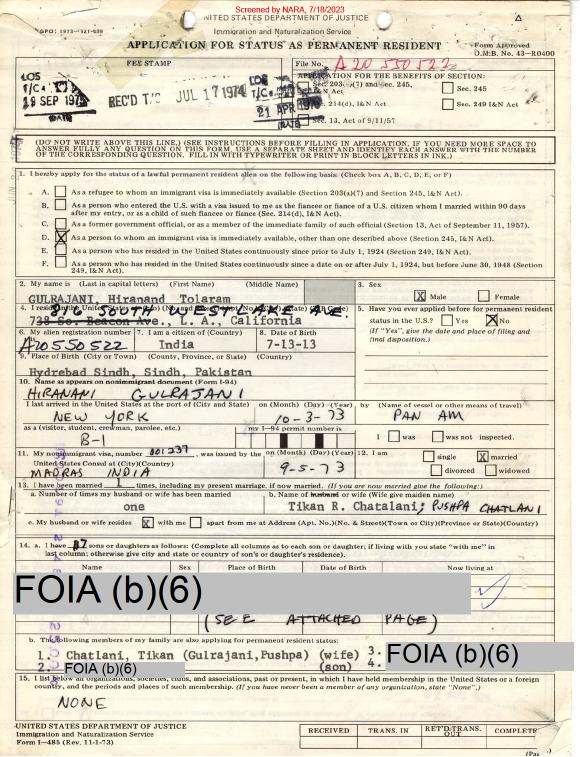 Screened by NARA, 7/18/2023
UNITED STATES DEPARTMENT OF JUSTICE
GPO : 1973—521-839
Immigration and Naturalization Service
APPLICATION FOR STATUS AS PERMANENT RESIDENT
Form Approved
O.M.B. No. 43—R0400
FEE STAMP
File No. A20 550 522
APPLICATION FOR THE BENEFITS OF SECTION:
Sec. 203(a)(7) and Sec. 245, I&N Act
Sec. 245
Sec. 214(d), I&N Act
Sec. 249 I&N Act
Sec. 13, Act of 9/11/57
LOS
T/C
19 SEP 197
DATE
REC'D T/C JUL 17 1974
LOS
T/C
21 APR
DATE
(DO NOT WRITE ABOVE THIS LINE.) (SEE INSTRUCTIONS BEFORE FILLING IN APPLICATION. IF YOU NEED MORE SPACE TO
ANSWER FULLY ANY QUESTION ON THIS FORM, USE A SEPARATE SHEET AND IDENTIFY EACH ANSWER WITH THE NUMBER
OF THE CORRESPONDING QUESTION. FILL IN WITH TYPEWRITER OR PRINT IN BLOCK LETTERS IN INK.)
1. I hereby apply for the status of a lawful permanent resident alien on the following basis: (Check box A, B, C, D, E, or F)
A. As a refugee to whom an immigrant visa is immediately available (Section 203(a)(7) and Section 245, I&N Act).
B. As a person who entered the U.S. with a visa issued to me as the fiancee or fiance of a U.S. citizen whom I married within 90 days
after my entry, or as a child of such fiancee or fiance (Sec. 214(d), I&N Act).
C. As a former government official, or as a member of the immediate family of such official (Section 13, Act of September 11, 1957).
D. X As a person to whom an immigrant visa is immediately available, other than one described above (Section 245, I&N Act).
E. As a person who has resided in the United States continuously since prior to July 1, 1924 (Section 249, I&N Act).
F. As a person who has resided in the United States continuously since a date on or after July 1, 1924, but before June 30, 1948 (Section
249, I&N Act).
2. My name is (Last in capital letters) (First Name) (Middle Name)
GULRAJANI, Hiranand Tolaram
3. Sex
X Male Female
4. I reside in the United States at:
SOUTH WESTLAKE AVE.
738 So. Beacon Ave., L. A., California
5. Have you ever applied before for permanent resident
status in the U.S.? Yes X No
(If "Yes", give the date and place of filing and
final disposition.)
6. My alien registration number
A20550522
7. I am a citizen of (Country)
India
8. Date of Birth
7-13-13
9. Place of Birth (City or Town) (County, Province, or State) (Country)
Hydrebad Sindh, Sindh, Pakistan
10. Name as appears on nonimmigrant document (Form I-94)
HIRANANI GULRAJANI
I last arrived in the United States at the port of (City and State) on (Month) (Day) (Year) by (Name of vessel or other means of travel)
NEW YORK 10-3-73 PAN AM
as a (visitor, student, crewman, parolee, etc.) my I-94 permit number is
B-1
I was was not inspected.
11. My nonimmigrant visa, number 001237, was issued by the
United States Consul at (City)(Country) on (Month) (Day) (Year)
MADRAS INDIA 9-5-73
12. I am single X married
divorced widowed
13. I have been married 1 times, including my present marriage, if now married. (If you are now married give the following:)
a. Number of times my husband or wife has been married
one
b. Name of husband or wife (Wife give maiden name)
Tikan R. Chatalani; PUSHPA CHATLANI
c. My husband or wife resides X with me apart from me at Address (Apt. No.)(No. & Street)(Town or City)(Province or State)(Country)
14. a. I have 7 sons or daughters as follows: (Complete all columns as to each son or daughter; if living with you state "with me" in
last column; otherwise give city and state or country of son's or daughter's residence).
Name Sex Place of Birth Date of Birth Now living at
FOIA (b)(6)
(SEE ATTACHED PAGE)
b. The following members of my family are also applying for permanent resident status:
1. Chatlani, Tikan (Gulrajani,Pushpa) (wife) 3. FOIA (b)(6)
2. FOIA (b)(6) (son) 4.
15. I list below all organizations, societies, clubs, and associations, past or present, in which I have held membership in the United States or a foreign
country, and the periods and places of such membership. (If you have never been a member of any organization, state "None".)
NONE
UNITED STATES DEPARTMENT OF JUSTICE
Immigration and Naturalization Service
Form I-485 (Rev. 11-1-73)
RECEIVED TRANS. IN RET'D/TRANS. OUT COMPLETE